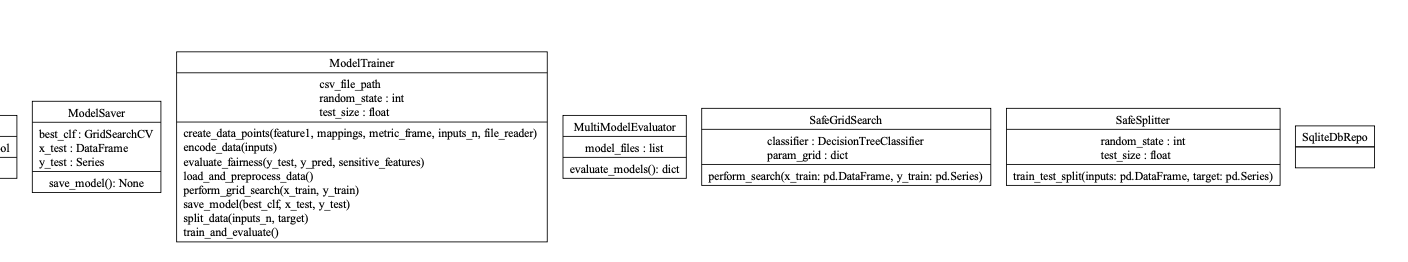 ol
ModelSaver
best_clf : GridSearchCV
x_test : DataFrame
y_test : Series
save_model(): None
ModelTrainer
csv_file_path
random_state : int
test_size : float
create_data_points(feature1, mappings, metric_frame, inputs_n, file_reader)
encode_data(inputs)
evaluate_fairness(y_test, y_pred, sensitive_features)
load_and_preprocess_data()
perform_grid_search(x_train, y_train)
save_model(best_clf, x_test, y_test)
split_data(inputs_n, target)
train_and_evaluate()
MultiModelEvaluator
model_files : list
evaluate_models(): dict
SafeGridSearch
classifier : DecisionTreeClassifier
param_grid : dict
perform_search(x_train: pd.DataFrame, y_train: pd.Series)
SafeSplitter
random_state : int
test_size : float
train_test_split(inputs: pd.DataFrame, target: pd.Series)
SqliteDbRepo